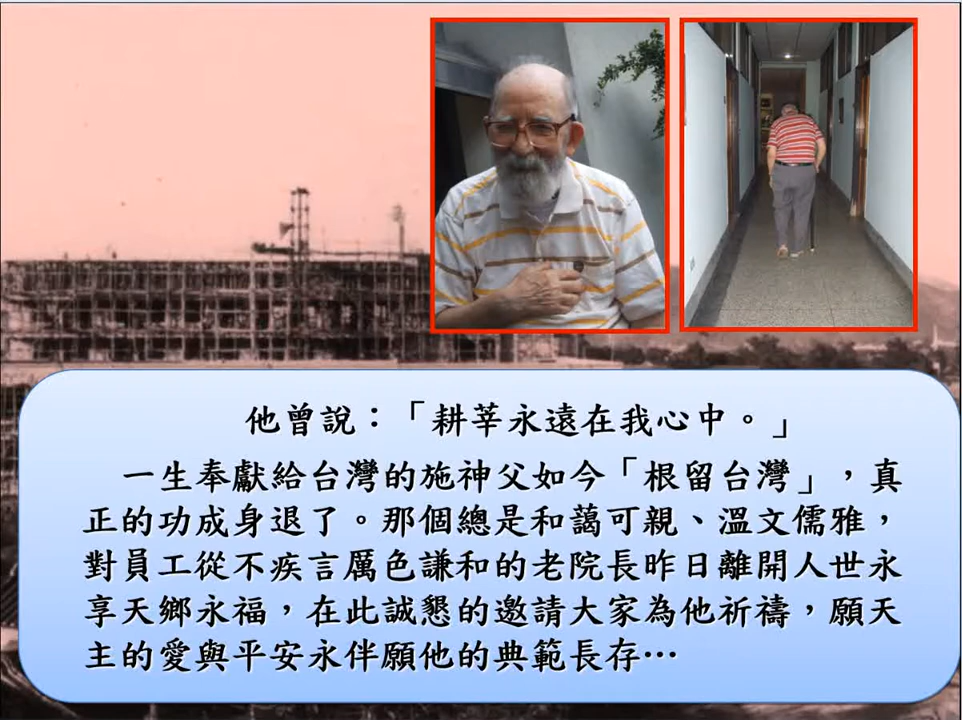 他曾說：「耕莘永遠在我心中。」
一生奉獻給台灣的施神父如今「根留台灣」，真
正的功成身退了。那個總是和藹可親、溫文儒雅，
對員工從不疾言厲色謙和的老院長昨日離開人世永
享天鄉永福，在此誠懇的邀請大家為他祈禱，願天
主的愛與平安永伴願他的典範長存…